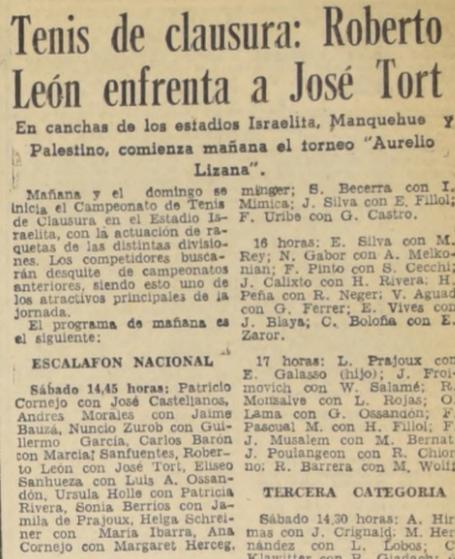 Tenis de clausura: Roberto
León enfrenta a José Tort
En canchas de los estadios Israelita, Manquehue y
Palestino, comienza mañana el torneo "Aurelio
Lizana".
Mañana y el domingo se
inicia el Campeonato de Tenis
de Clausura en el Estadio Is-
raelita, con la actuación de ra-
quetas de las distintas divisio-
nes. Los competidores busca-
rán desquite de campeonatos
anteriores, siendo esto uno de
los atractivos principales de la
jornada.
El programa de mañana es
el siguiente:
ESCALAFON NACIONAL
Sábado 14,45 horas: Patricio
Cornejo con José Castellanos,
Andres Morales con Jaime
Bauzá, Nuncio Zurob con Gui-
llermo García, Carlos Barón
con Marcial Sanfuentes, Rober-
to León con José Tort, Eliseo
Sanhueza con Luis A. Ossan-
dón, Ursula Holle con Patricia
Rivera, Sonia Berrios con Ja-
mila de Prajoux, Helga Schrei-
ner con María Ibarra, Ana
Cornejo con Margaret Herceg,
minger; S. Becerra con I.
Mimica; J. Silva con E. Fillol;
F. Uribe con G. Castro.
16 horas: E. Silva con M.
Rey; N. Gabor con A. Melko-
nian; F. Pinto con S. Cecchi;
J. Calixto con H. Rivera; H.
Peña con R. Neger; V. Aguad
con G. Ferrer; E. Vives con
J. Blaya; C. Boloña con E.
Zaror.
17 horas: L. Prajoux con
E. Galasso (hijo); J. Froi-
movich con W. Salamé; R.
Monsalve con L. Rojas; O.
Lama con G. Ossandón; F.
Pascual M. con H. Fillol; F.
J. Musalem con M. Bernat
J. Poulangeon con R. Chior
no; R. Barrera con M. Wolff
TERCERA CATEGORIA
Sábado 14,30 horas: A. Hir
mas con J. Crignald; M. Her
nández con L. Lobos; C.
con R.